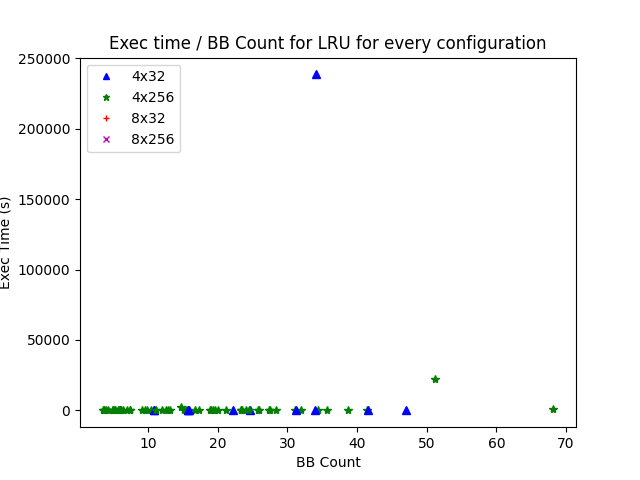 Exec time / BB Count for LRU for every configuration
250000
200000
150000
100000
50000
0
Exec Time (s)
4x32
4x256
8x32
8x256
10 20 30 40 50 60 70
BB Count